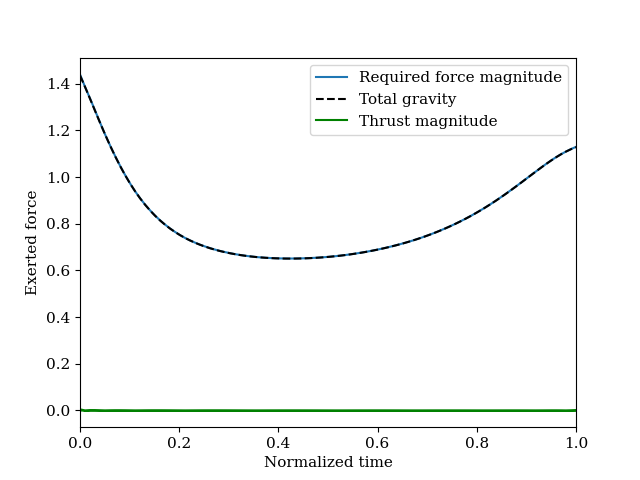 Required force magnitude
Total gravity
Thrust magnitude
Exerted force
1.4
1.2
1.0
0.8
0.6
0.4
0.2
0.0
0.0 0.2 0.4 0.6 0.8 1.0
Normalized time